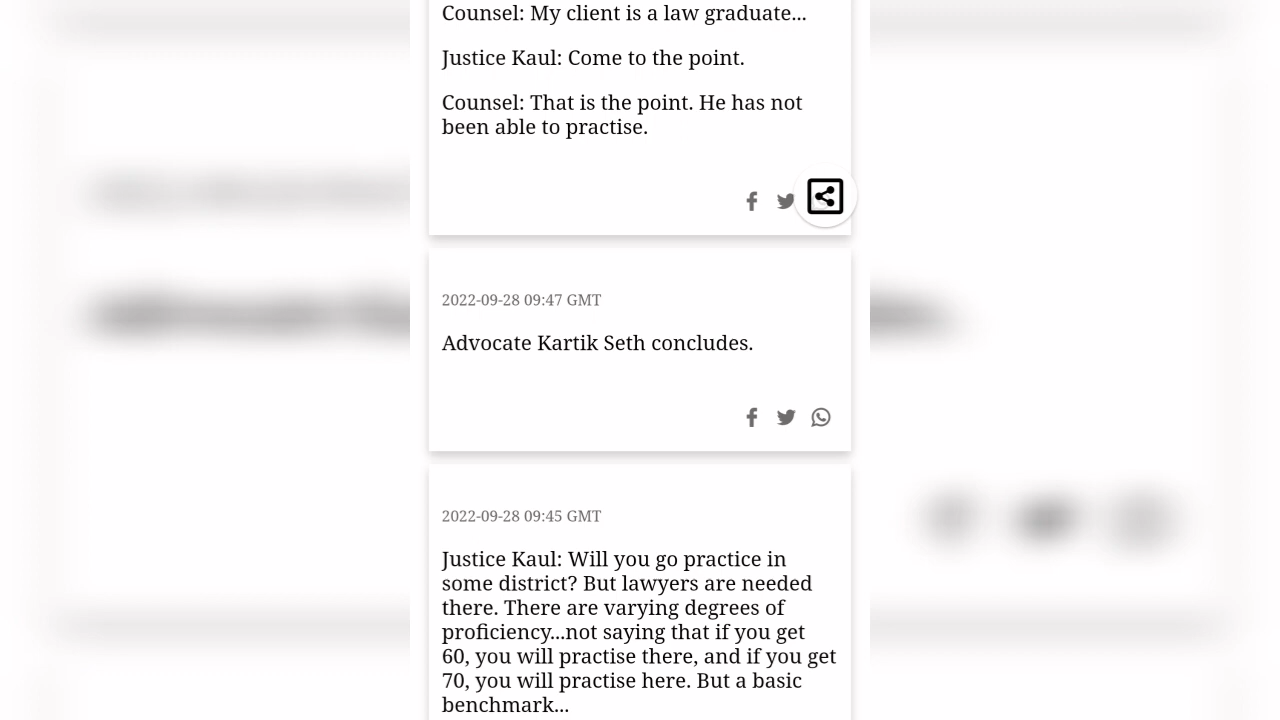 Counsel: My client is a law graduate...
Justice Kaul: Come to the point.
Counsel: That is the point. He has not
been able to practise.
2022-09-28 09:47 GMT
Advocate Kartik Seth concludes.
2022-09-28 09:45 GMT
Justice Kaul: Will you go practice in
some district? But lawyers are needed
there. There are varying degrees of
proficiency...not saying that if you get
60, you will practise there, and if you get
70, you will practise here. But a basic
benchmark...